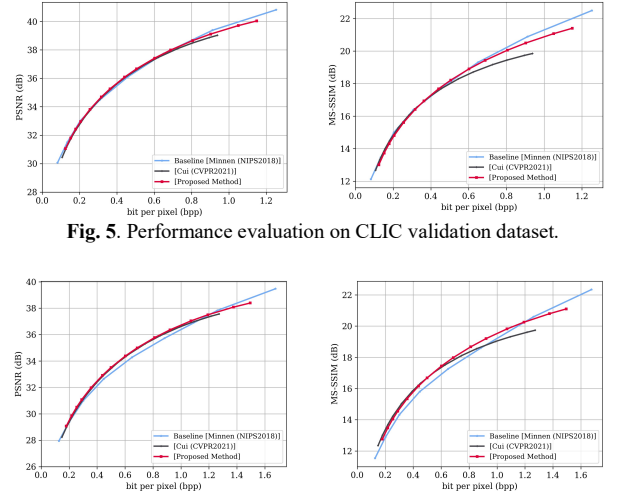 PSNR (dB)
40
38
36
34
32
30
28
0.0 0.2 0.4 0.6 0.8 1.0 1.2
bit per pixel (bpp)
Baseline [Minnen (NIPS2018)]
[Cui (CVPR2021)]
[Proposed Method]
MS-SSIM (dB)
22
20
18
16
14
12
0.0 0.2 0.4 0.6 0.8 1.0 1.2
bit per pixel (bpp)
Baseline [Minnen (NIPS2018)]
[Cui (CVPR2021)]
[Proposed Method]
Fig. 5. Performance evaluation on CLIC validation dataset.
PSNR (dB)
40
38
36
34
32
30
28
26
0.0 0.2 0.4 0.6 0.8 1.0 1.2 1.4 1.6
bit per pixel (bpp)
Baseline [Minnen (NIPS2018)]
[Cui (CVPR2021)]
[Proposed Method]
MS-SSIM (dB)
22
20
18
16
14
12
0.0 0.2 0.4 0.6 0.8 1.0 1.2 1.4 1.6
bit per pixel (bpp)
Baseline [Minnen (NIPS2018)]
[Cui (CVPR2021)]
[Proposed Method]